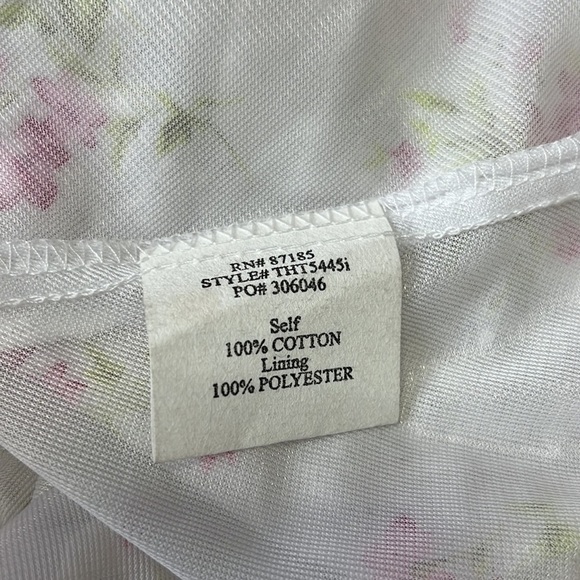 RN# 87185
STYLE# THT5445i
PO# 306046
Self
100% COTTON
Lining
100% POLYESTER